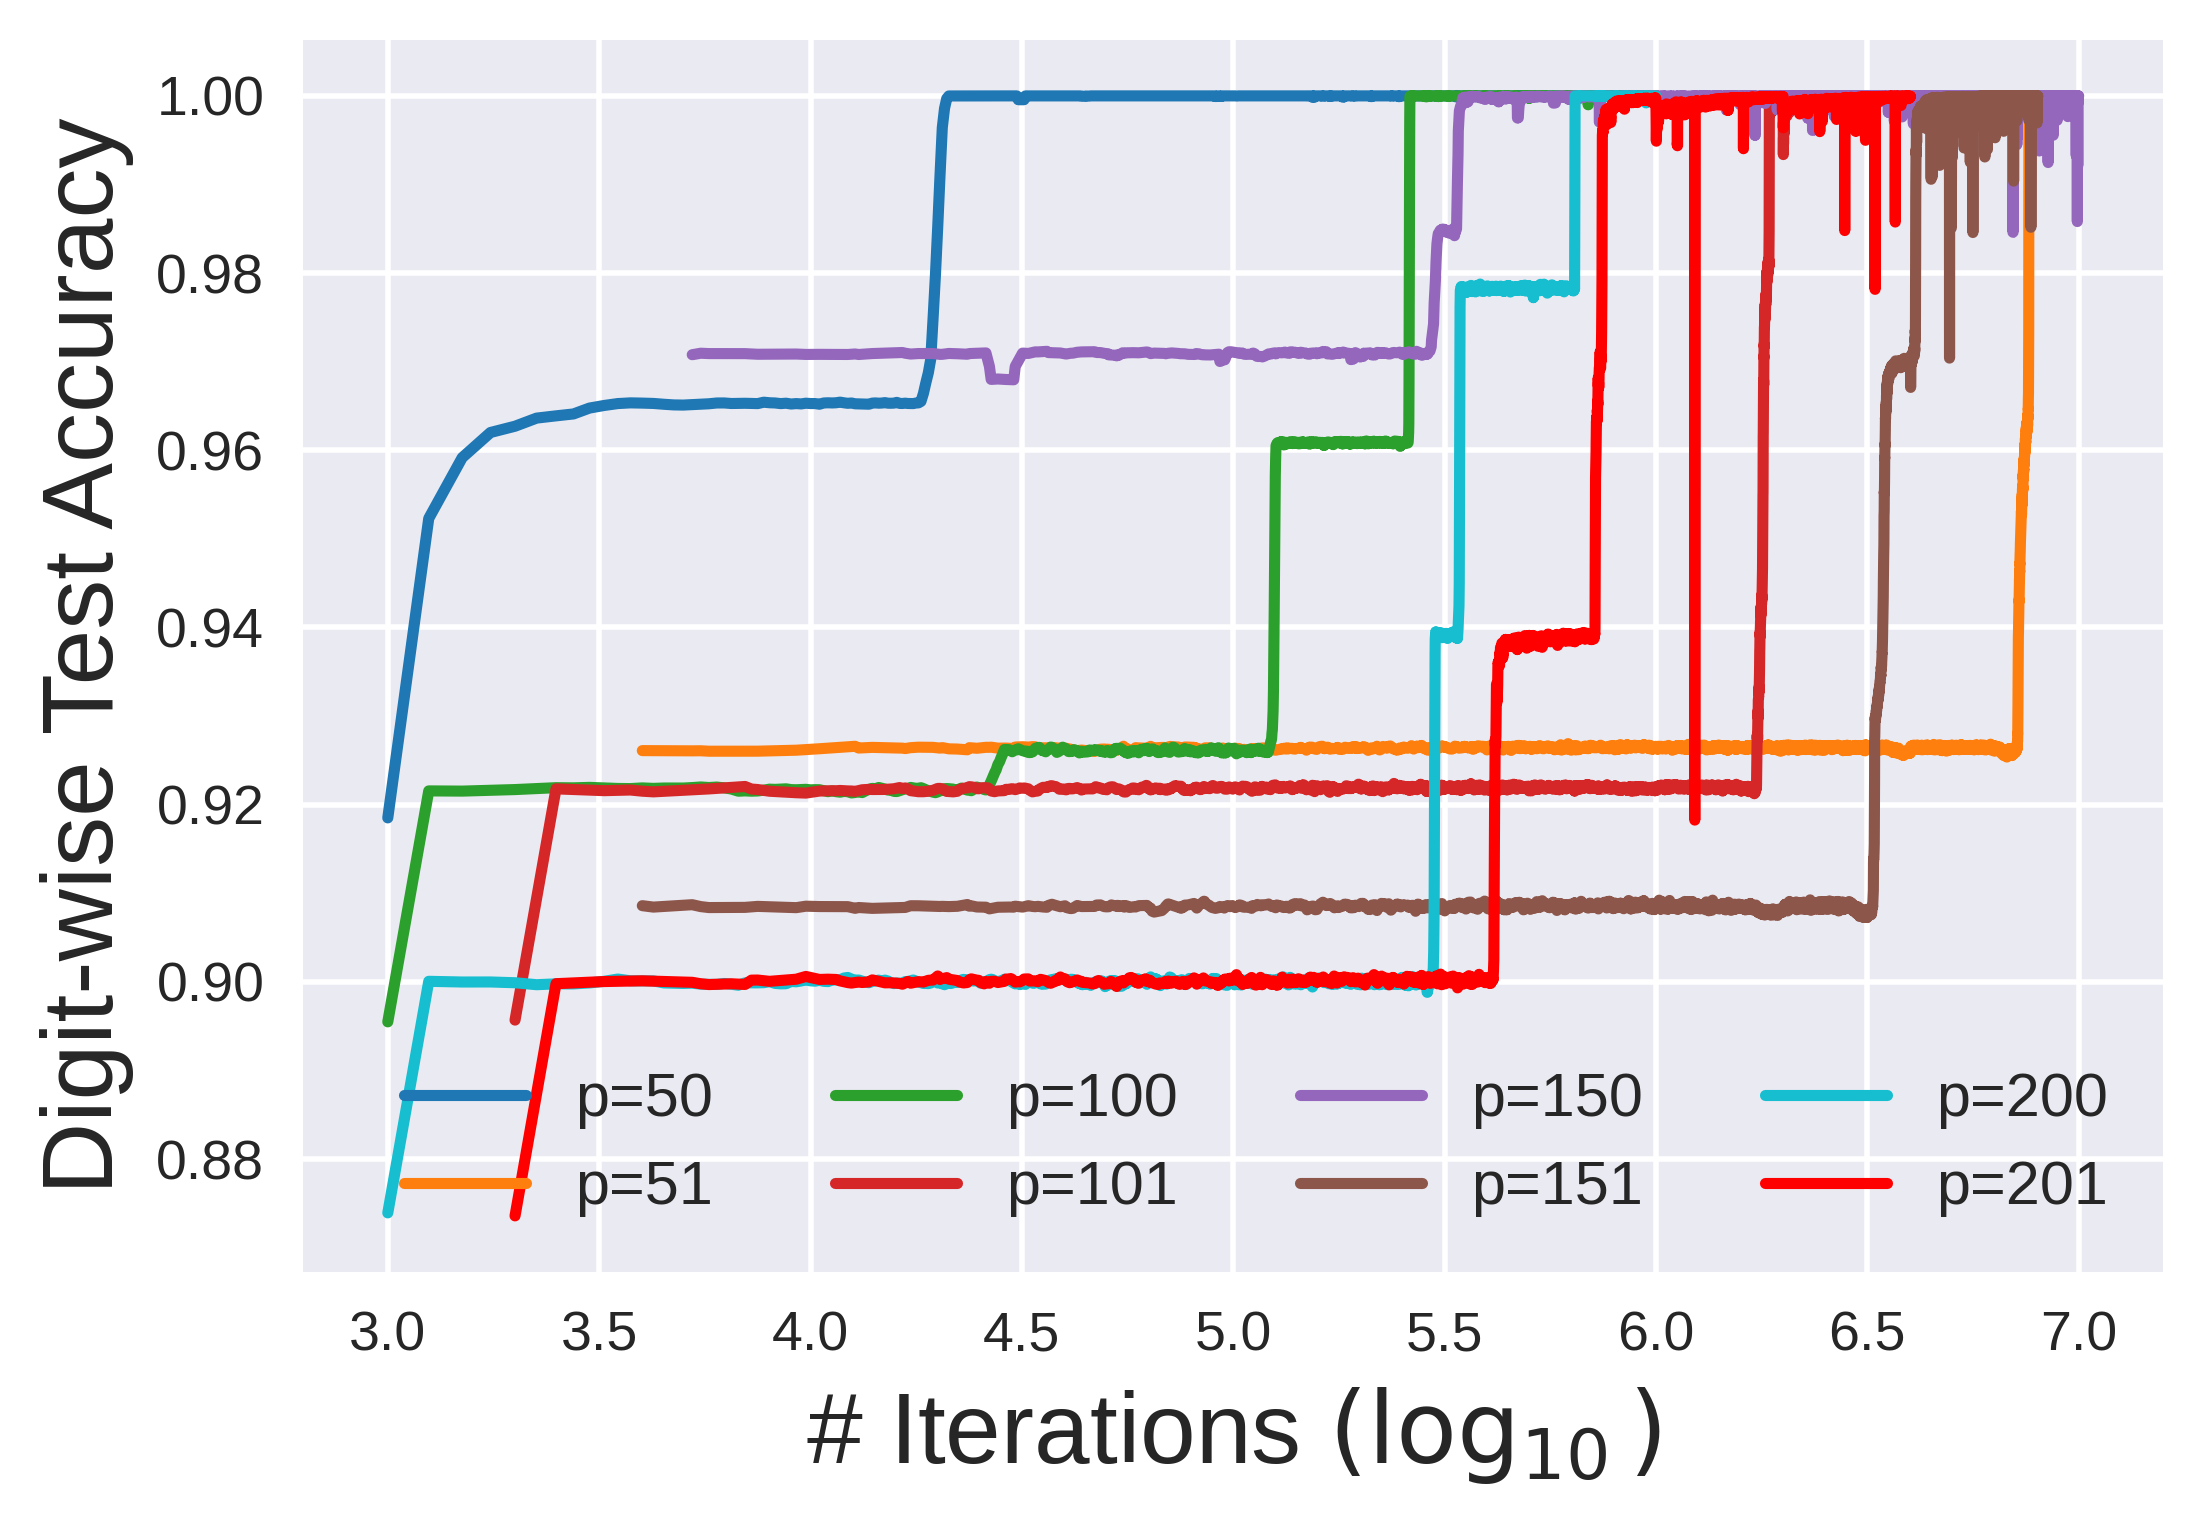 Digit-wise Test Accuracy
1.00
0.98
0.96
0.94
0.92
0.90
0.88
p=50 p=100 p=150 p=200
p=51 p=101 p=151 p=201
3.0 3.5 4.0 4.5 5.0 5.5 6.0 6.5 7.0
# Iterations (log₁₀ )